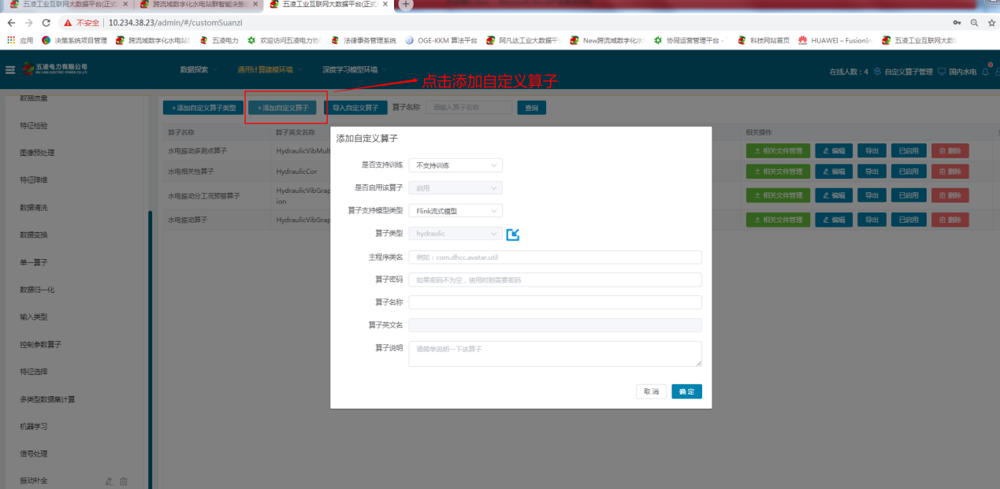 五凌工业互联网大数据平台(正式
跨流域数字化水电站群智能决策
五凌工业互联网大数据平台(正式
不安全 10.234.38.23/admin/#/customSuanzi
应用 决策系统项目管理 跨流域数字化水电站 五凌电力 欢迎访问五凌电力协 法律事务管理系统 OGE-KKM 算法平台 阿凡达工业大数据平 New跨流域数字化水 协同运营管理平台 - 科技网站首页 HUAWEI – FusionIn 五凌工业互联网大数
五凌电力有限公司
WU LING ELECTRIC POWER CO.,LTD
数据探索 通用计算建模环境 深度学习模型环境
在线人数：4 自定义算子管理 国内水电
点击添加自定义算子
+添加自定义算子类型 +添加自定义算子 导入自定义算子 算子名称 请输入算子名称 查询
数据质量
特征检验
图像预处理
特征降维
数据清洗
数据变换
单一算子
数据归一化
输入类型
控制参数算子
特征选择
多类型数据集计算
机器学习
信号处理
振动补全
算子名称 算子英文名称 相关操作
水电振动多测点算子 HydraulicVibMult 相关文件管理 编辑 导出 已启用 删除
水电相关性算子 HydraulicCor 相关文件管理 编辑 导出 已启用 删除
水电振动分工况预警算子 HydraulicVibGrap
ion
相关文件管理 编辑 导出 已启用 删除
水电振动算子 HydraulicVibGrap 相关文件管理 编辑 导出 已启用 删除
添加自定义算子
是否支持训练 不支持训练
是否启用该算子 启用
算子支持模型类型 Flink流式模型
算子类型 hydraulic
主程序类名 例如：com.dhcc.avatar.util
算子密码 如果密码不为空，使用时则需要密码
算子名称
算子英文名
算子说明 请简单说明一下该算子
取 消 确 定